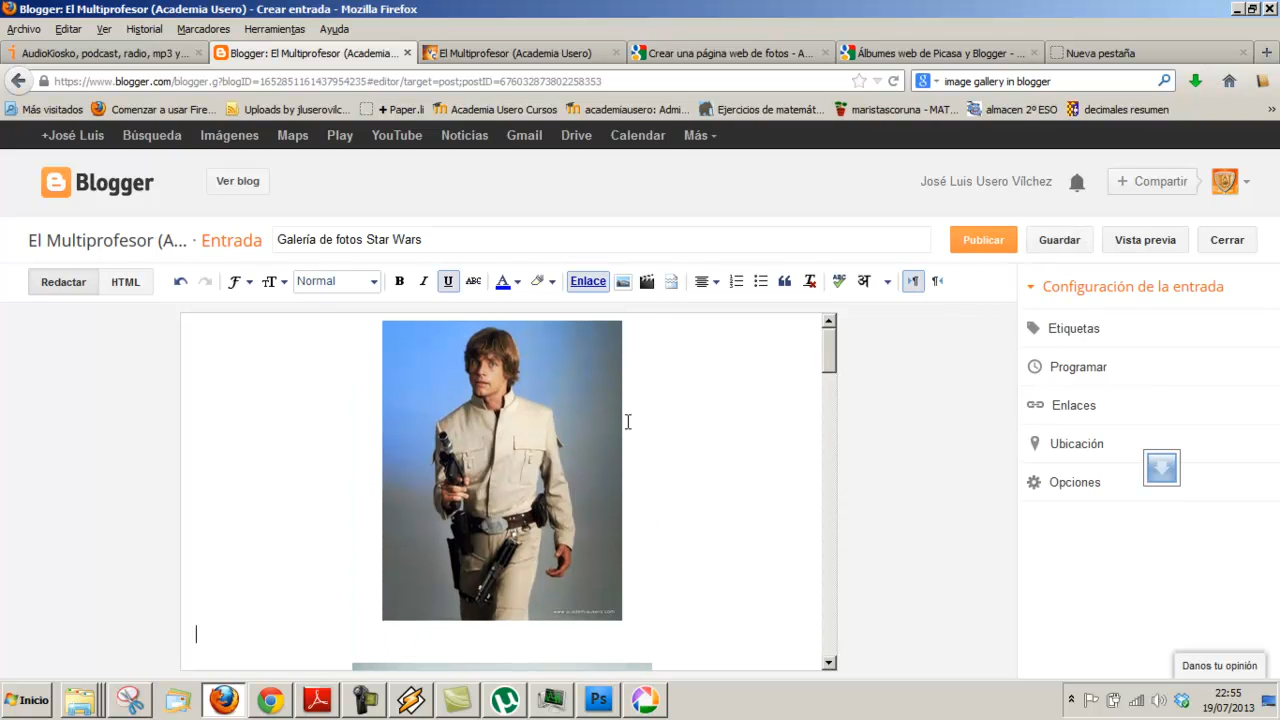 Blogger: El Multiprofesor (Academia Usero) - Crear entrada - Mozilla Firefox
Archivo Editar Ver Historial Marcadores Herramientas Ayuda
AudioKiosko, podcast, radio, mp3 y... Blogger: El Multiprofesor (Academia... El Multiprofesor (Academia Usero) Crear una página web de fotos - A... Álbumes web de Picasa y Blogger - ... Nueva pestaña
https://www.blogger.com/blogger.g?blogID=1652851161437954235#editor/target=post;postID=676032873802258353 image gallery in blogger
Más visitados Comenzar a usar Fire... Uploads by jluserovilc... + Paper.li Academia Usero Cursos academiausero: Admi... Ejercicios de matemát... maristascoruna - MAT... almacen 2º ESO decimales resumen »
+José Luis Búsqueda Imágenes Maps Play YouTube Noticias Gmail Drive Calendar Más
Blogger Ver blog José Luis Usero Vílchez + Compartir
El Multiprofesor (A... · Entrada Galería de fotos Star Wars Publicar Guardar Vista previa Cerrar
Redactar HTML Normal B I U ABC A Enlace
Configuración de la entrada
Etiquetas
Programar
Enlaces
Ubicación
Opciones
www.academiausero.com
Danos tu opinión
Inicio Ps 22:55
19/07/2013